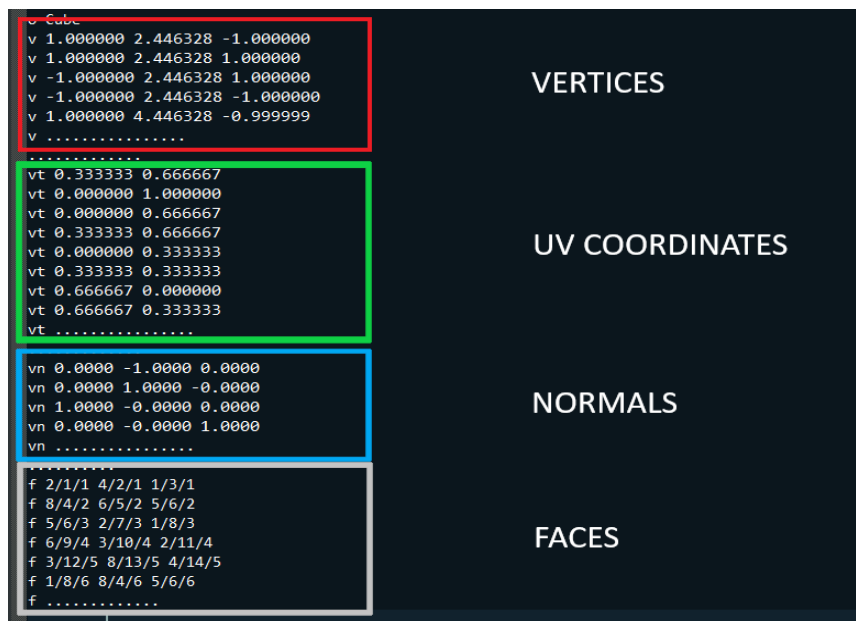 o Cube
v 1.000000 2.446328 -1.000000
v 1.000000 2.446328 1.000000
v -1.000000 2.446328 1.000000
v -1.000000 2.446328 -1.000000
v 1.000000 4.446328 -0.999999
v ................
.............
VERTICES
vt 0.333333 0.666667
vt 0.000000 1.000000
vt 0.000000 0.666667
vt 0.333333 0.666667
vt 0.000000 0.333333
vt 0.333333 0.333333
vt 0.666667 0.000000
vt 0.666667 0.333333
vt ................
UV COORDINATES
vn 0.0000 -1.0000 0.0000
vn 0.0000 1.0000 -0.0000
vn 1.0000 -0.0000 0.0000
vn 0.0000 -0.0000 1.0000
vn ................
..........
NORMALS
f 2/1/1 4/2/1 1/3/1
f 8/4/2 6/5/2 5/6/2
f 5/6/3 2/7/3 1/8/3
f 6/9/4 3/10/4 2/11/4
f 3/12/5 8/13/5 4/14/5
f 1/8/6 8/4/6 5/6/6
f .............
FACES